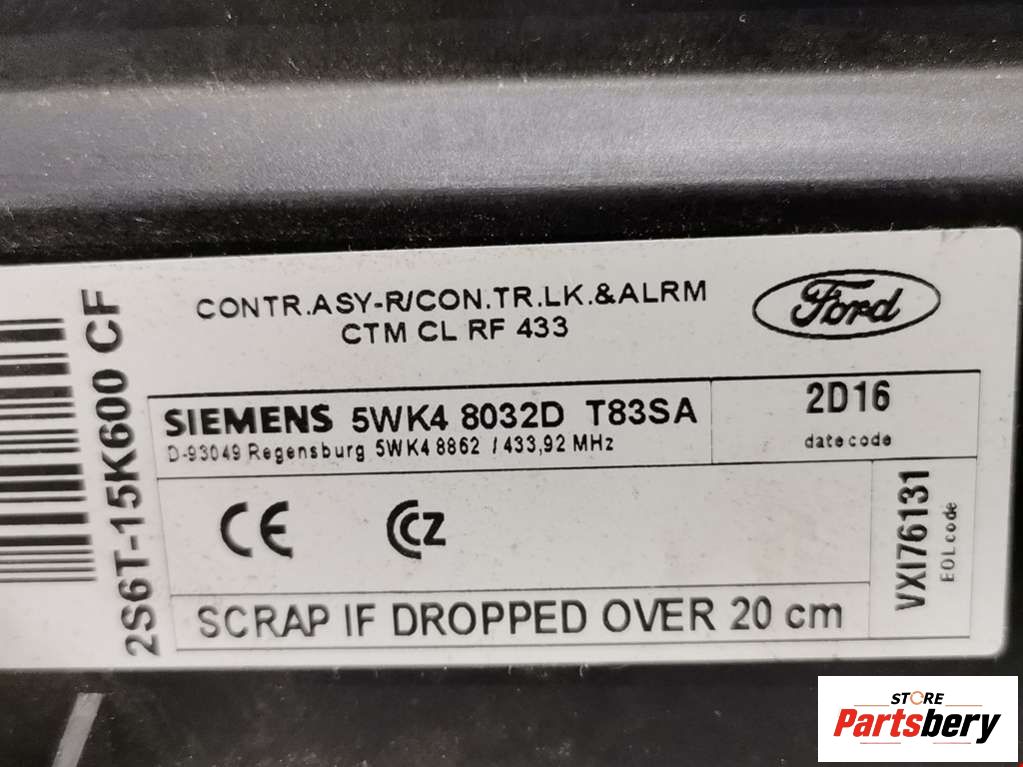 2S6T-15K600 CF
CONTR.ASY-R/CON.TR.LK.&ALRM
CTM CL RF 433
Ford
SIEMENS 5WK4 8032D T83SA
D-93049 Regensburg 5WK4 8862 / 433,92 MHz
2D16
date code
CE CZ
VXI76131
EOL code
SCRAP IF DROPPED OVER 20 cm
STORE
Partsbery